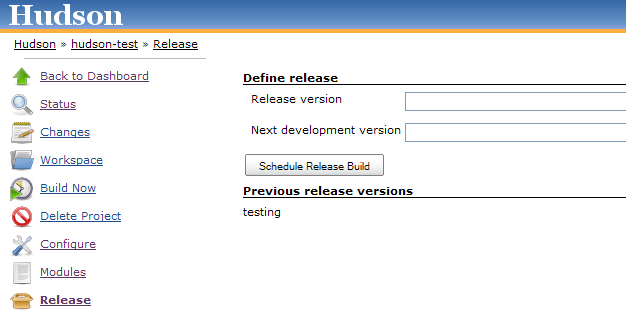 Hudson
Hudson » hudson-test » Release
Back to Dashboard
Status
Changes
Workspace
Build Now
Delete Project
Configure
Modules
Release
Define release
Release version
Next development version
Schedule Release Build
Previous release versions
testing